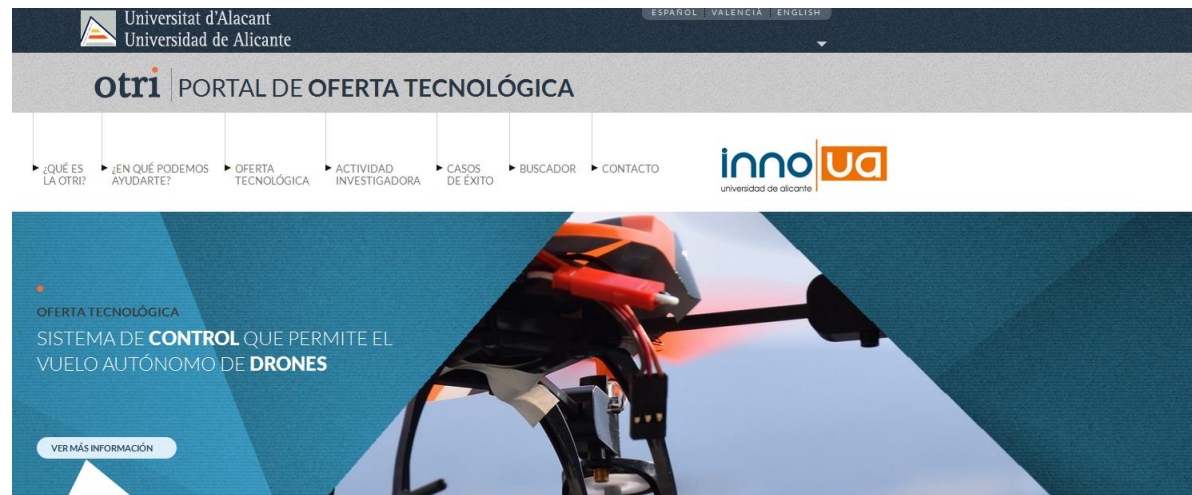 Universitat d'Alacant
Universidad de Alicante
ESPAÑOL VALENCIÀ ENGLISH
otri PORTAL DE OFERTA TECNOLÓGICA
¿QUÉ ES
LA OTRI?
¿EN QUÉ PODEMOS
AYUDARTE?
OFERTA
TECNOLÓGICA
ACTIVIDAD
INVESTIGADORA
CASOS
DE ÉXITO
BUSCADOR
CONTACTO
inno ua
universidad de alicante
OFERTA TECNOLÓGICA
SISTEMA DE CONTROL QUE PERMITE EL
VUELO AUTÓNOMO DE DRONES
VER MÁS INFORMACIÓN